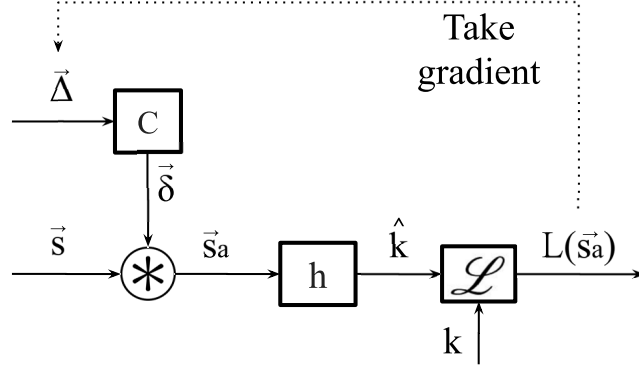 Take
gradient
Δ⃗
C
δ⃗
s⃗
*
s⃗a
h
k̂
ℒ
L(s⃗a)
k